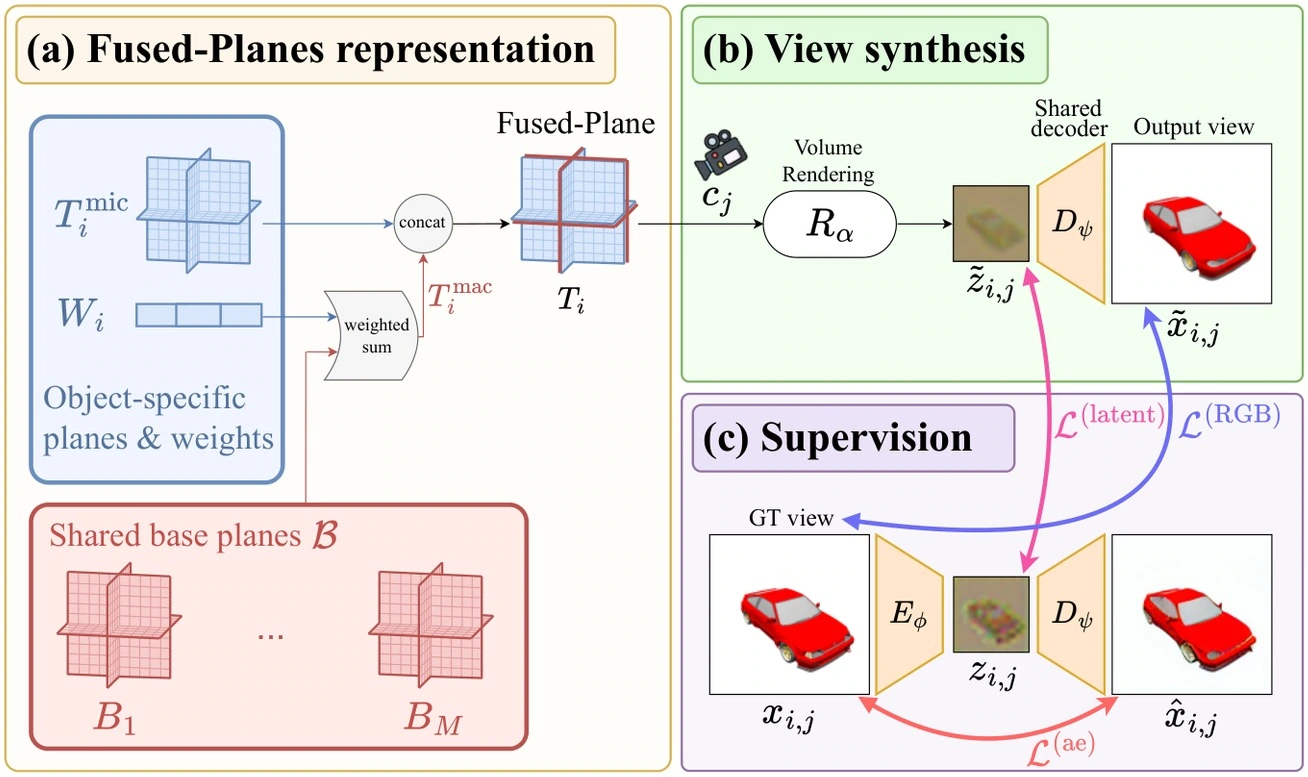 (a) Fused-Planes representation
Fused-Plane
T_i^mic
concat
T_i
W_i
weighted
sum
T_i^mac
Object-specific
planes & weights
Shared base planes ℬ
B_1
...
B_M
(b) View synthesis
c_j
Volume
Rendering
R_α
z̃_{i,j}
Shared
decoder
D_ψ
Output view
x̃_{i,j}
(c) Supervision
ℒ^(latent)
ℒ^(RGB)
GT view
x_{i,j}
E_ϕ
z_{i,j}
D_ψ
x̂_{i,j}
ℒ^(ae)